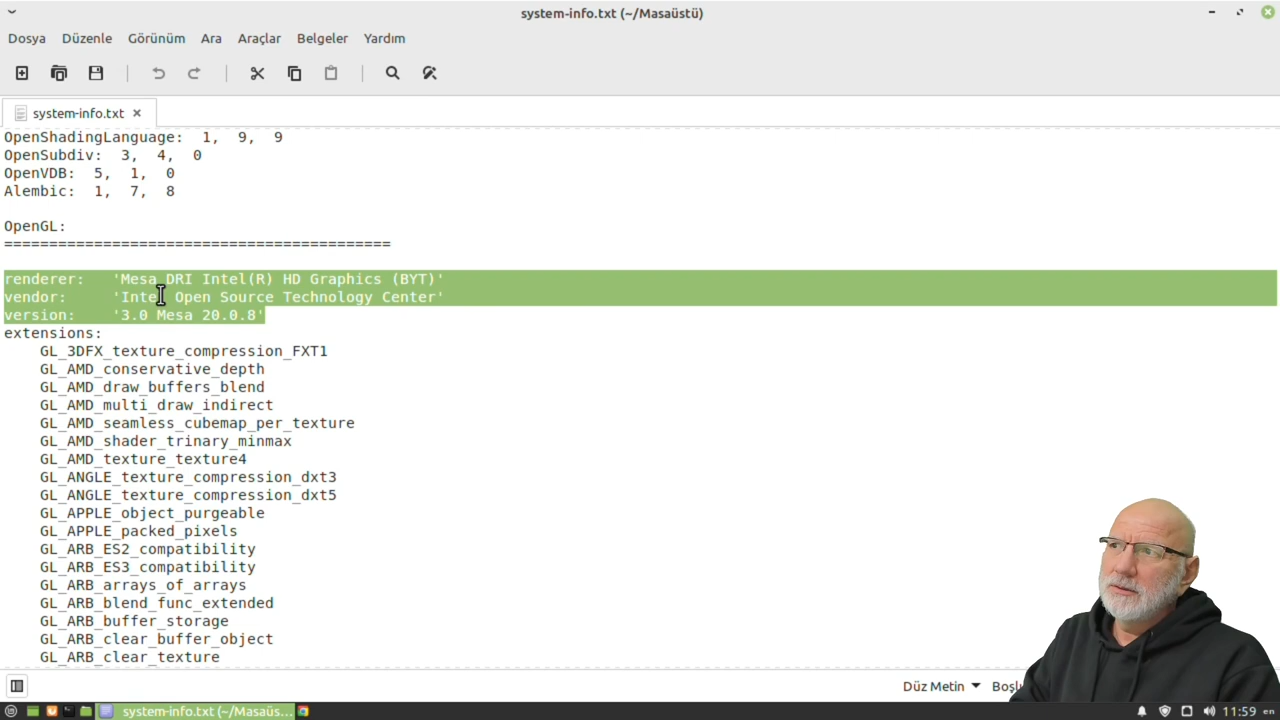 system-info.txt (~/Masaüstü)
Dosya Düzenle Görünüm Ara Araçlar Belgeler Yardım
system-info.txt
OpenShadingLanguage: 1, 9, 9
OpenSubdiv: 3, 4, 0
OpenVDB: 5, 1, 0
Alembic: 1, 7, 8
OpenGL:
===========================================
renderer: 'Mesa DRI Intel(R) HD Graphics (BYT)'
vendor: 'Intel Open Source Technology Center'
version: '3.0 Mesa 20.0.8'
extensions:
GL_3DFX_texture_compression_FXT1
GL_AMD_conservative_depth
GL_AMD_draw_buffers_blend
GL_AMD_multi_draw_indirect
GL_AMD_seamless_cubemap_per_texture
GL_AMD_shader_trinary_minmax
GL_AMD_texture_texture4
GL_ANGLE_texture_compression_dxt3
GL_ANGLE_texture_compression_dxt5
GL_APPLE_object_purgeable
GL_APPLE_packed_pixels
GL_ARB_ES2_compatibility
GL_ARB_ES3_compatibility
GL_ARB_arrays_of_arrays
GL_ARB_blend_func_extended
GL_ARB_buffer_storage
GL_ARB_clear_buffer_object
GL_ARB_clear_texture
Düz Metin
system-info.txt (~/Masaüs... 11:59 en